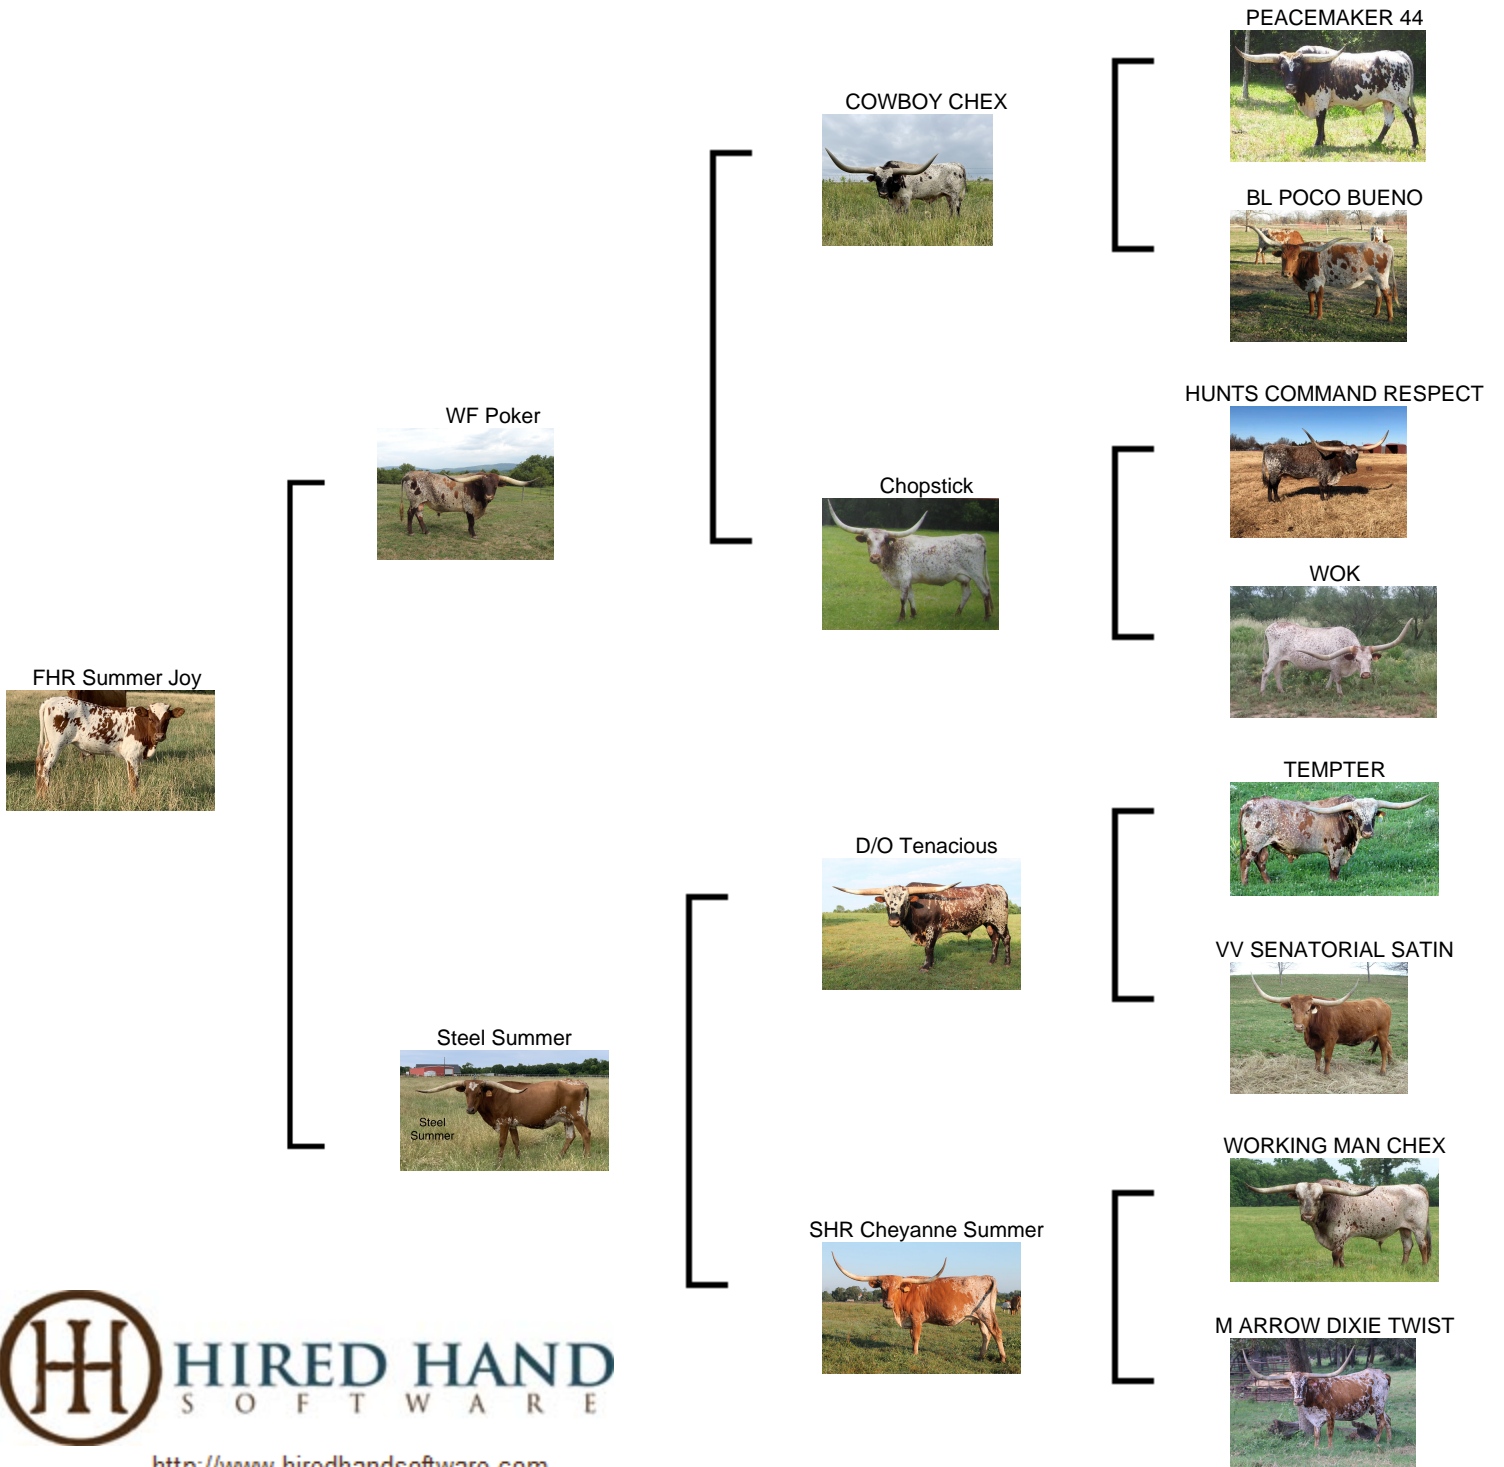 PEACEMAKER 44
COWBOY CHEX
BL POCO BUENO
HUNTS COMMAND RESPECT
WF Poker
Chopstick
WOK
FHR Summer Joy
TEMPTER
D/O Tenacious
VV SENATORIAL SATIN
Steel Summer
Steel
Summer
WORKING MAN CHEX
SHR Cheyanne Summer
M ARROW DIXIE TWIST
HIRED HAND
SOFTWARE
http://www.hiredhandsoftware.com